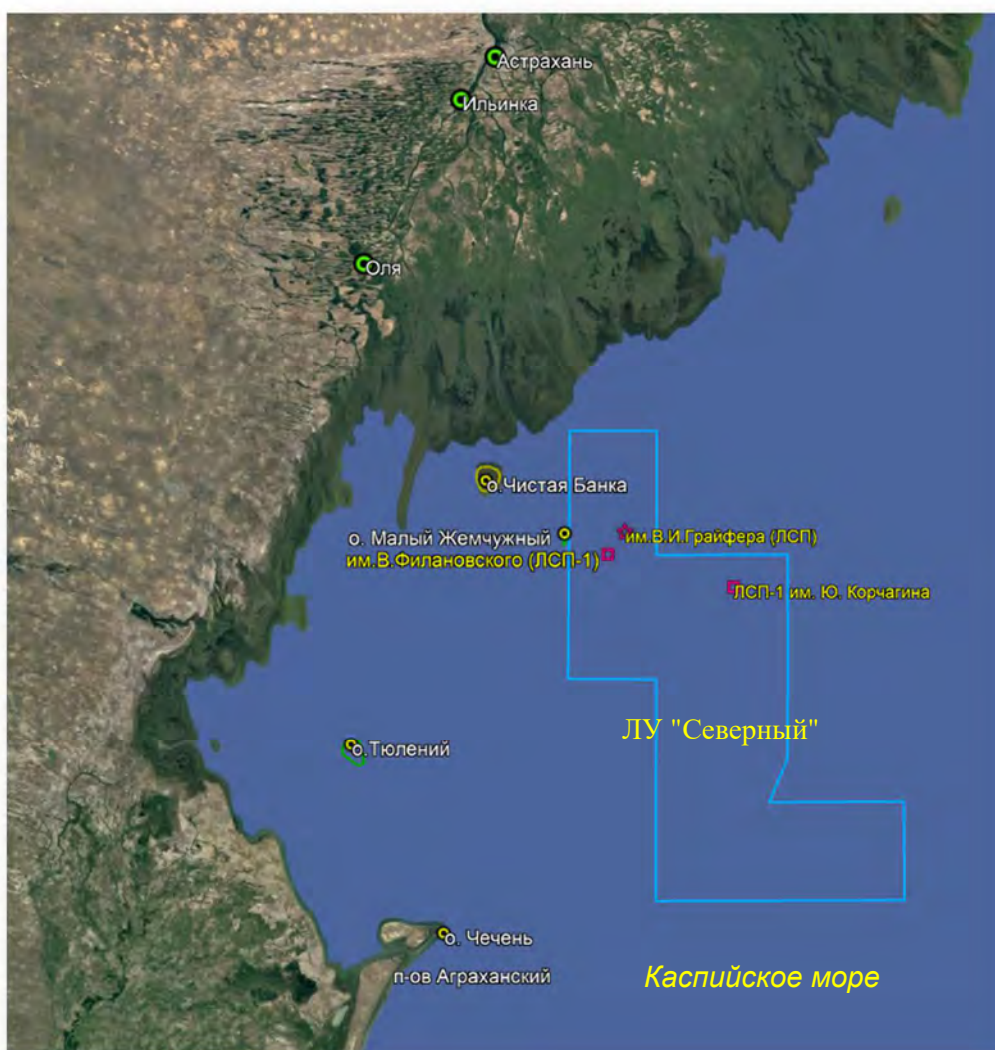 Астрахань
Ильинка
Оля
о.Чистая Банка
о. Малый Жемчужный
им.В.И.Грайфера (ЛСП)
им.В.Филановского (ЛСП-1)
ЛСП-1 им. Ю. Корчагина
ЛУ "Северный"
о.Тюлений
о. Чечень
п-ов Аграханский
Каспийское море